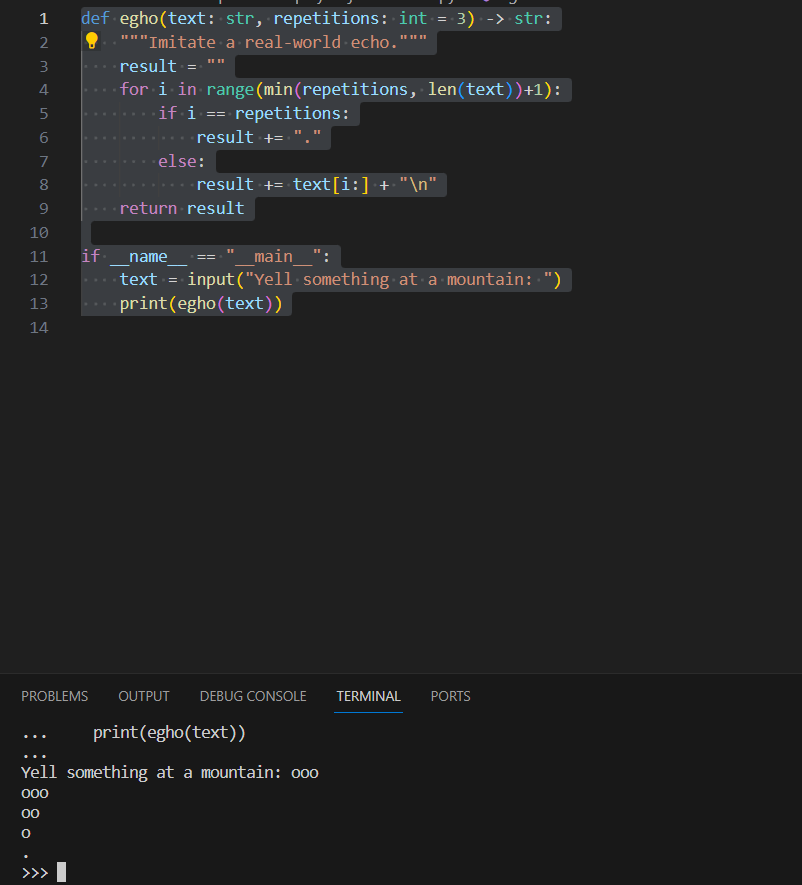 1 def egho(text: str, repetitions: int = 3) -> str:
2     """Imitate a real-world echo."""
3     result = ""
4     for i in range(min(repetitions, len(text))+1):
5         if i == repetitions:
6             result += "."
7         else:
8             result += text[i:] + "\n"
9     return result
10
11 if __name__ == "__main__":
12     text = input("Yell something at a mountain: ")
13     print(egho(text))
14
PROBLEMS OUTPUT DEBUG CONSOLE TERMINAL PORTS
...     print(egho(text))
...
Yell something at a mountain: ooo
ooo
oo
o
.
>>>